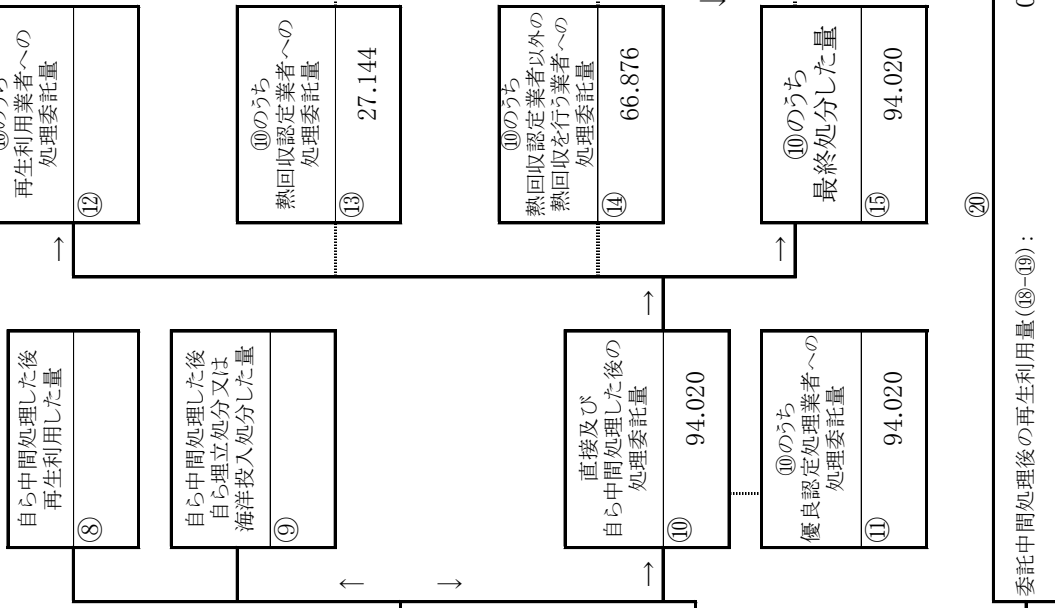 自ら中間処理した後
再生利用した量
⑧
自ら中間処理した後
自ら埋立処分又は
海洋投入処分した量
⑨
直接及び
自ら中間処理した後の
処理委託量
⑩
94.020
⑩のうち
優良認定処理業者への
処理委託量
⑪
94.020
⑩のうち
再生利用業者への
処理委託量
⑫
⑩のうち
熱回収認定業者への
処理委託量
⑬
27.144
⑩のうち
熱回収認定業者以外の
熱回収を行う業者への
処理委託量
⑭
66.876
⑩のうち
最終処分した量
⑮
94.020
⑳
委託中間処理後の再生利用量(⑱-⑲):